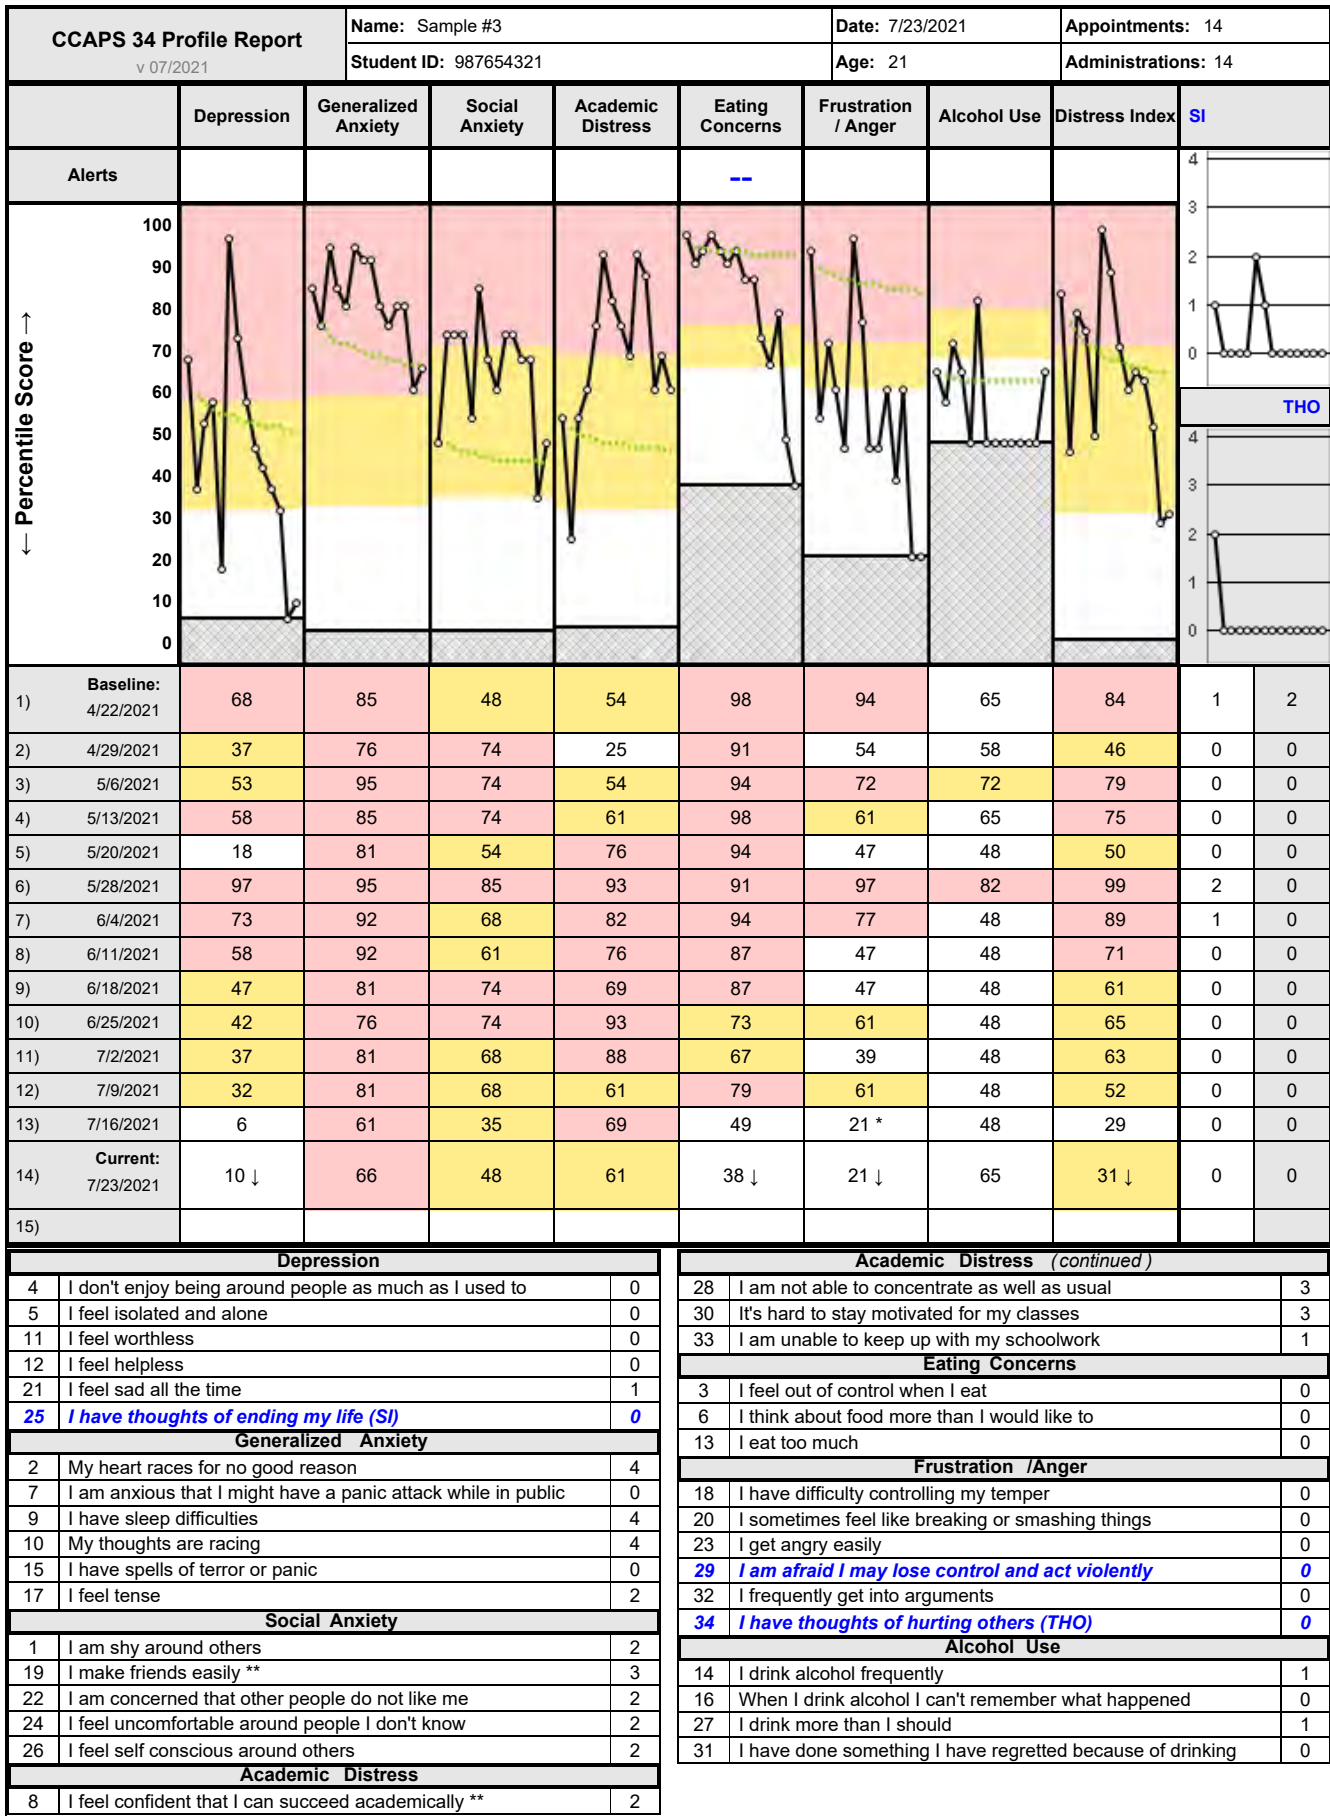 CCAPS 34 Profile Report
v 07/2021
Name: Sample #3
Date: 7/23/2021
Appointments: 14
Student ID: 987654321
Age: 21
Administrations: 14
Depression
Generalized Anxiety
Social Anxiety
Academic Distress
Eating Concerns
Frustration / Anger
Alcohol Use
Distress Index
SI
Alerts
--
← Percentile Score →
100
90
80
70
60
50
40
30
20
10
0
4
3
2
1
0
THO
4
3
2
1
0
1) Baseline: 4/22/2021 68 85 48 54 98 94 65 84 1 2
2) 4/29/2021 37 76 74 25 91 54 58 46 0 0
3) 5/6/2021 53 95 74 54 94 72 72 79 0 0
4) 5/13/2021 58 85 74 61 98 61 65 75 0 0
5) 5/20/2021 18 81 54 76 94 47 48 50 0 0
6) 5/28/2021 97 95 85 93 91 97 82 99 2 0
7) 6/4/2021 73 92 68 82 94 77 48 89 1 0
8) 6/11/2021 58 92 61 76 87 47 48 71 0 0
9) 6/18/2021 47 81 74 69 87 47 48 61 0 0
10) 6/25/2021 42 76 74 93 73 61 48 65 0 0
11) 7/2/2021 37 81 68 88 67 39 48 63 0 0
12) 7/9/2021 32 81 68 61 79 61 48 52 0 0
13) 7/16/2021 6 61 35 69 49 21 * 48 29 0 0
14) Current: 7/23/2021 10 ↓ 66 48 61 38 ↓ 21 ↓ 65 31 ↓ 0 0
15)
Depression
4 I don't enjoy being around people as much as I used to 0
5 I feel isolated and alone 0
11 I feel worthless 0
12 I feel helpless 0
21 I feel sad all the time 1
25 I have thoughts of ending my life (SI) 0
Generalized Anxiety
2 My heart races for no good reason 4
7 I am anxious that I might have a panic attack while in public 0
9 I have sleep difficulties 4
10 My thoughts are racing 4
15 I have spells of terror or panic 0
17 I feel tense 2
Social Anxiety
1 I am shy around others 2
19 I make friends easily ** 3
22 I am concerned that other people do not like me 2
24 I feel uncomfortable around people I don't know 2
26 I feel self conscious around others 2
Academic Distress
8 I feel confident that I can succeed academically ** 2
Academic Distress (continued )
28 I am not able to concentrate as well as usual 3
30 It's hard to stay motivated for my classes 3
33 I am unable to keep up with my schoolwork 1
Eating Concerns
3 I feel out of control when I eat 0
6 I think about food more than I would like to 0
13 I eat too much 0
Frustration /Anger
18 I have difficulty controlling my temper 0
20 I sometimes feel like breaking or smashing things 0
23 I get angry easily 0
29 I am afraid I may lose control and act violently 0
32 I frequently get into arguments 0
34 I have thoughts of hurting others (THO) 0
Alcohol Use
14 I drink alcohol frequently 1
16 When I drink alcohol I can't remember what happened 0
27 I drink more than I should 1
31 I have done something I have regretted because of drinking 0